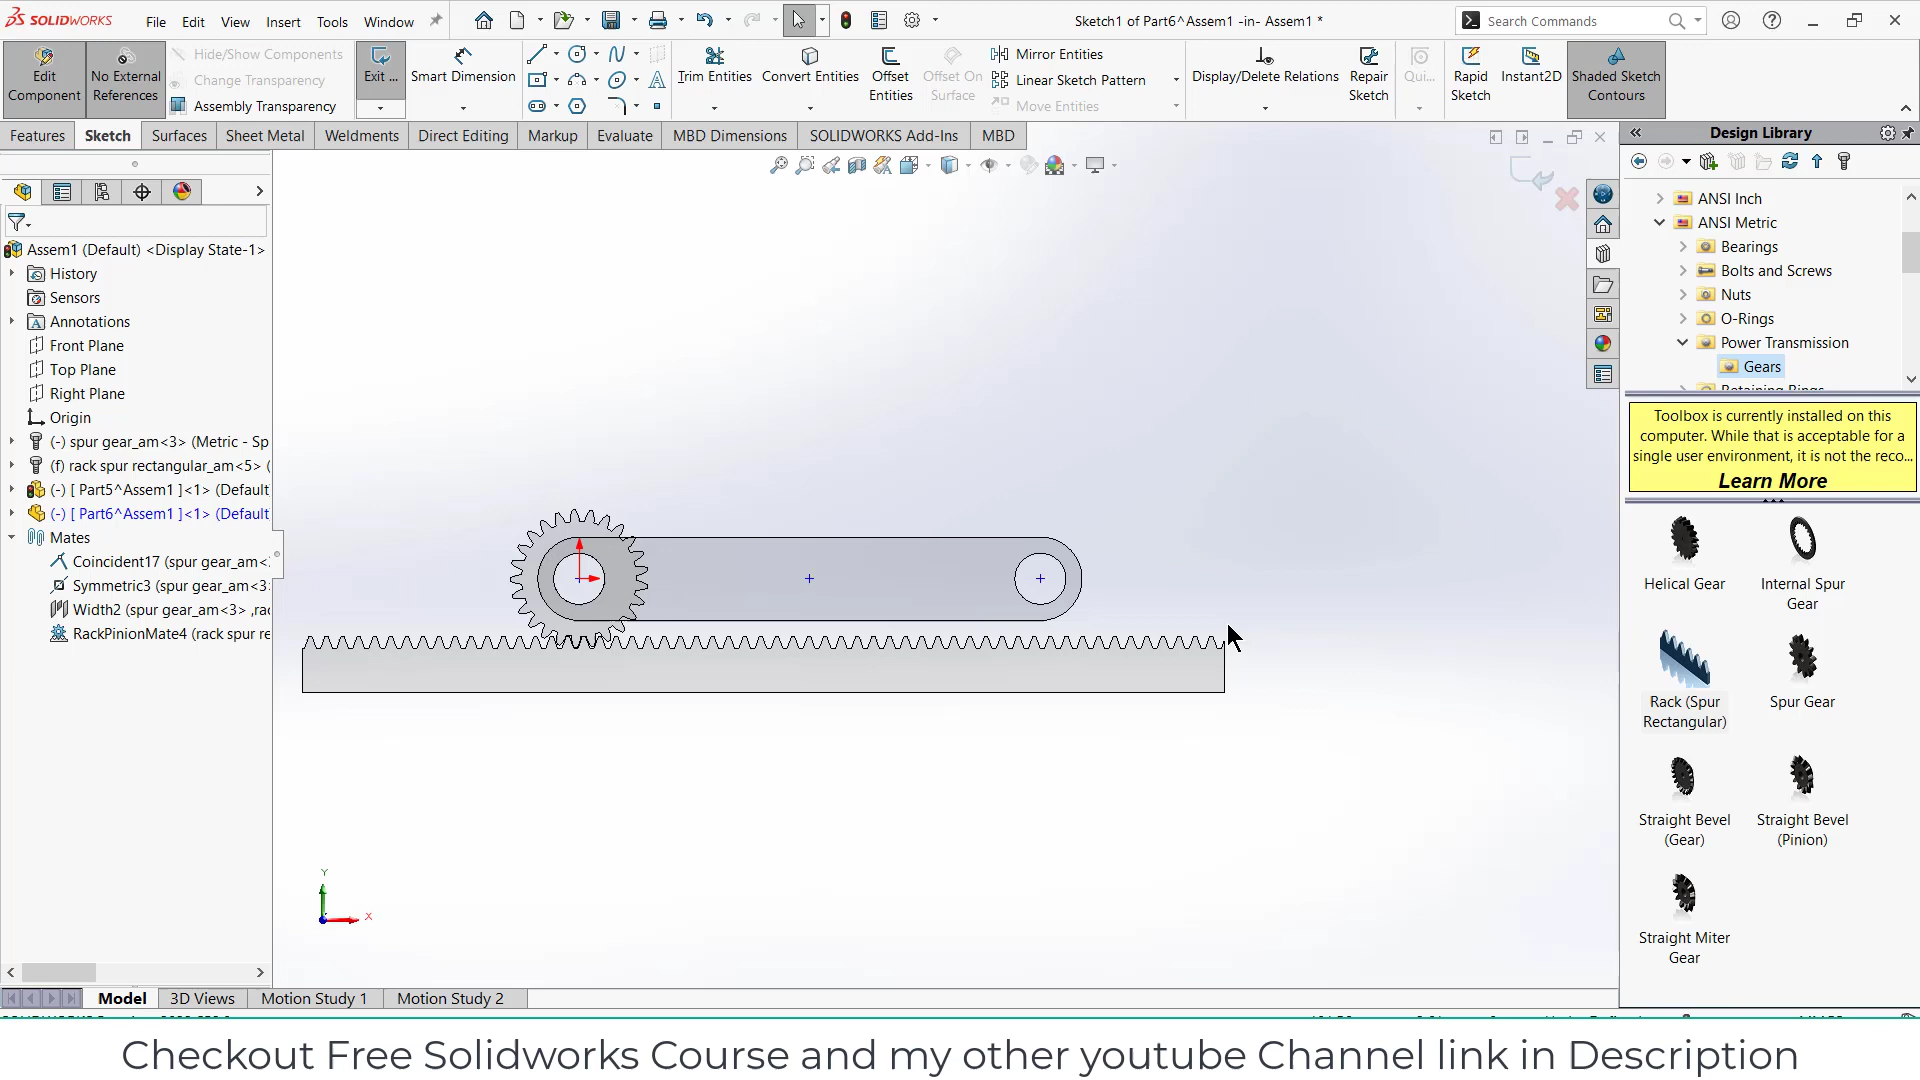 SOLIDWORKS
File
Edit
View
Insert
Tools
Window
Sketch1 of Part6^Assem1 -in- Assem1 *
Search Commands
Edit
Component
No External
References
Hide/Show Components
Change Transparency
Assembly Transparency
Exit ...
Smart Dimension
Trim Entities
Convert Entities
Offset
Entities
Offset On
Surface
Mirror Entities
Linear Sketch Pattern
Move Entities
Display/Delete Relations
Repair
Sketch
Qui...
Rapid
Sketch
Instant2D
Shaded Sketch
Contours
Features
Sketch
Surfaces
Sheet Metal
Weldments
Direct Editing
Markup
Evaluate
MBD Dimensions
SOLIDWORKS Add-Ins
MBD
Assem1 (Default) <Display State-1>
History
Sensors
Annotations
Front Plane
Top Plane
Right Plane
Origin
(-) spur gear_am<3> (Metric - Sp
(f) rack spur rectangular_am<5> (
(-) [ Part5^Assem1 ]<1> (Default
(-) [ Part6^Assem1 ]<1> (Default
Mates
Coincident17 (spur gear_am<
Symmetric3 (spur gear_am<3
Width2 (spur gear_am<3> ,ra
RackPinionMate4 (rack spur re
Y
X
Design Library
ANSI Inch
ANSI Metric
Bearings
Bolts and Screws
Nuts
O-Rings
Power Transmission
Gears
Retaining Rings
Toolbox is currently installed on this
computer. While that is acceptable for a
single user environment, it is not the reco...
Learn More
Helical Gear
Internal Spur
Gear
Rack (Spur
Rectangular)
Spur Gear
Straight Bevel
(Gear)
Straight Bevel
(Pinion)
Straight Miter
Gear
Model
3D Views
Motion Study 1
Motion Study 2
Checkout Free Solidworks Course and my other youtube Channel link in Description